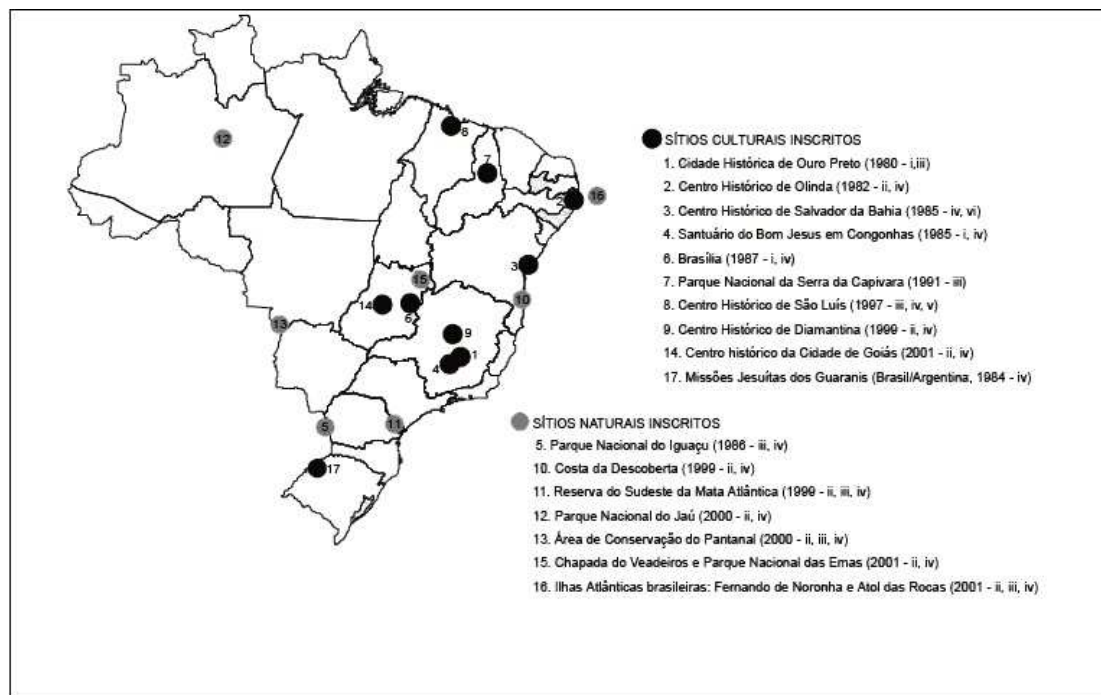 12
8
7
2
16
3
15
14
6
10
13
9
1
4
5
11
17
SÍTIOS CULTURAIS INSCRITOS
1. Cidade Histórica de Ouro Preto (1980 - i,iii)
2. Centro Histórico de Olinda (1982 - ii, iv)
3. Centro Histórico de Salvador da Bahia (1985 - iv, vi)
4. Santuário do Bom Jesus em Congonhas (1985 - i, iv)
6. Brasília (1987 - i, iv)
7. Parque Nacional da Serra da Capivara (1991 - iii)
8. Centro Histórico de São Luís (1997 - iii, iv, v)
9. Centro Histórico de Diamantina (1999 - ii, iv)
14. Centro histórico da Cidade de Goiás (2001 - ii, iv)
17. Missões Jesuítas dos Guaranis (Brasil/Argentina, 1984 - iv)
SÍTIOS NATURAIS INSCRITOS
5. Parque Nacional do Iguaçu (1986 - iii, iv)
10. Costa da Descoberta (1999 - ii, iv)
11. Reserva do Sudeste da Mata Atlântica (1999 - ii, iii, iv)
12. Parque Nacional do Jaú (2000 - ii, iv)
13. Área de Conservação do Pantanal (2000 - ii, iii, iv)
15. Chapada do Veadeiros e Parque Nacional das Emas (2001 - ii, iv)
16. Ilhas Atlânticas brasileiras: Fernando de Noronha e Atol das Rocas (2001 - ii, iii, iv)